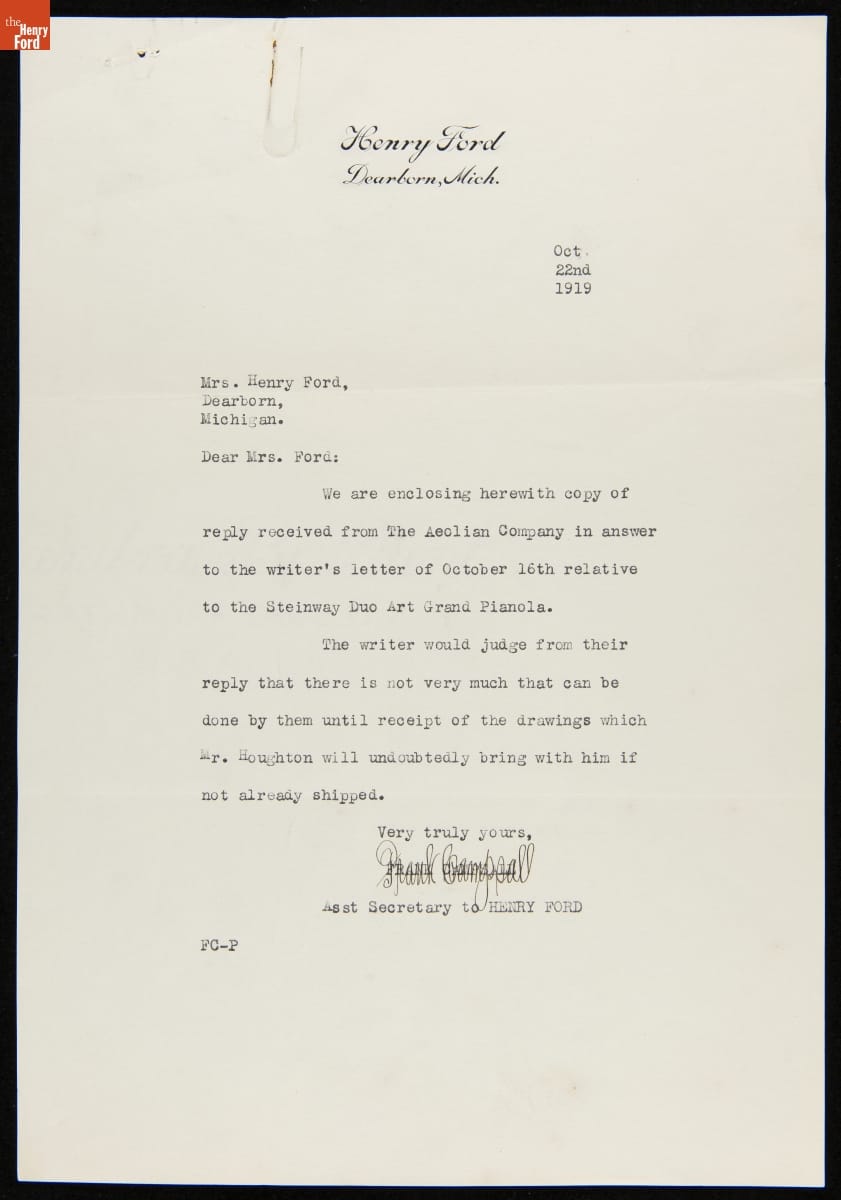 the
Henry
Ford
Henry Ford
Dearborn, Mich.
Oct.
22nd
1919
Mrs. Henry Ford,
Dearborn,
Michigan.
Dear Mrs. Ford:
We are enclosing herewith copy of
reply received from The Aeolian Company in answer
to the writer's letter of October 16th relative
to the Steinway Duo Art Grand Pianola.
The writer would judge from their
reply that there is not very much that can be
done by them until receipt of the drawings which
Mr. Houghton will undoubtedly bring with him if
not already shipped.
Very truly yours,
Frank Campsall
Asst Secretary to HENRY FORD
FC-P